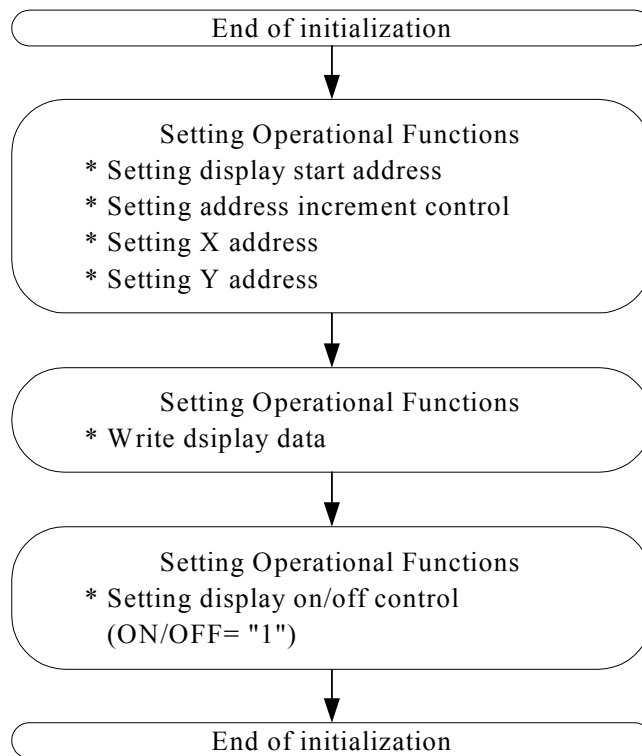 End of initialization
Setting Operational Functions
* Setting display start address
* Setting address increment control
* Setting X address
* Setting Y address
Setting Operational Functions
* Write dsiplay data
Setting Operational Functions
* Setting display on/off control
(ON/OFF= "1")
End of initialization